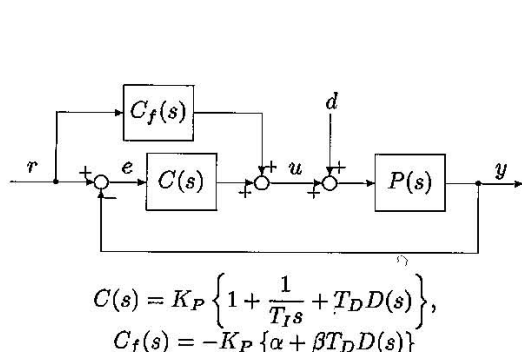 d
C_f(s)
r + e C(s) + + u + + P(s) y
−
C(s) = K_P {1 + 1/(T_I s) + T_D D(s)},
C_f(s) = −K_P {α + βT_D D(s)}